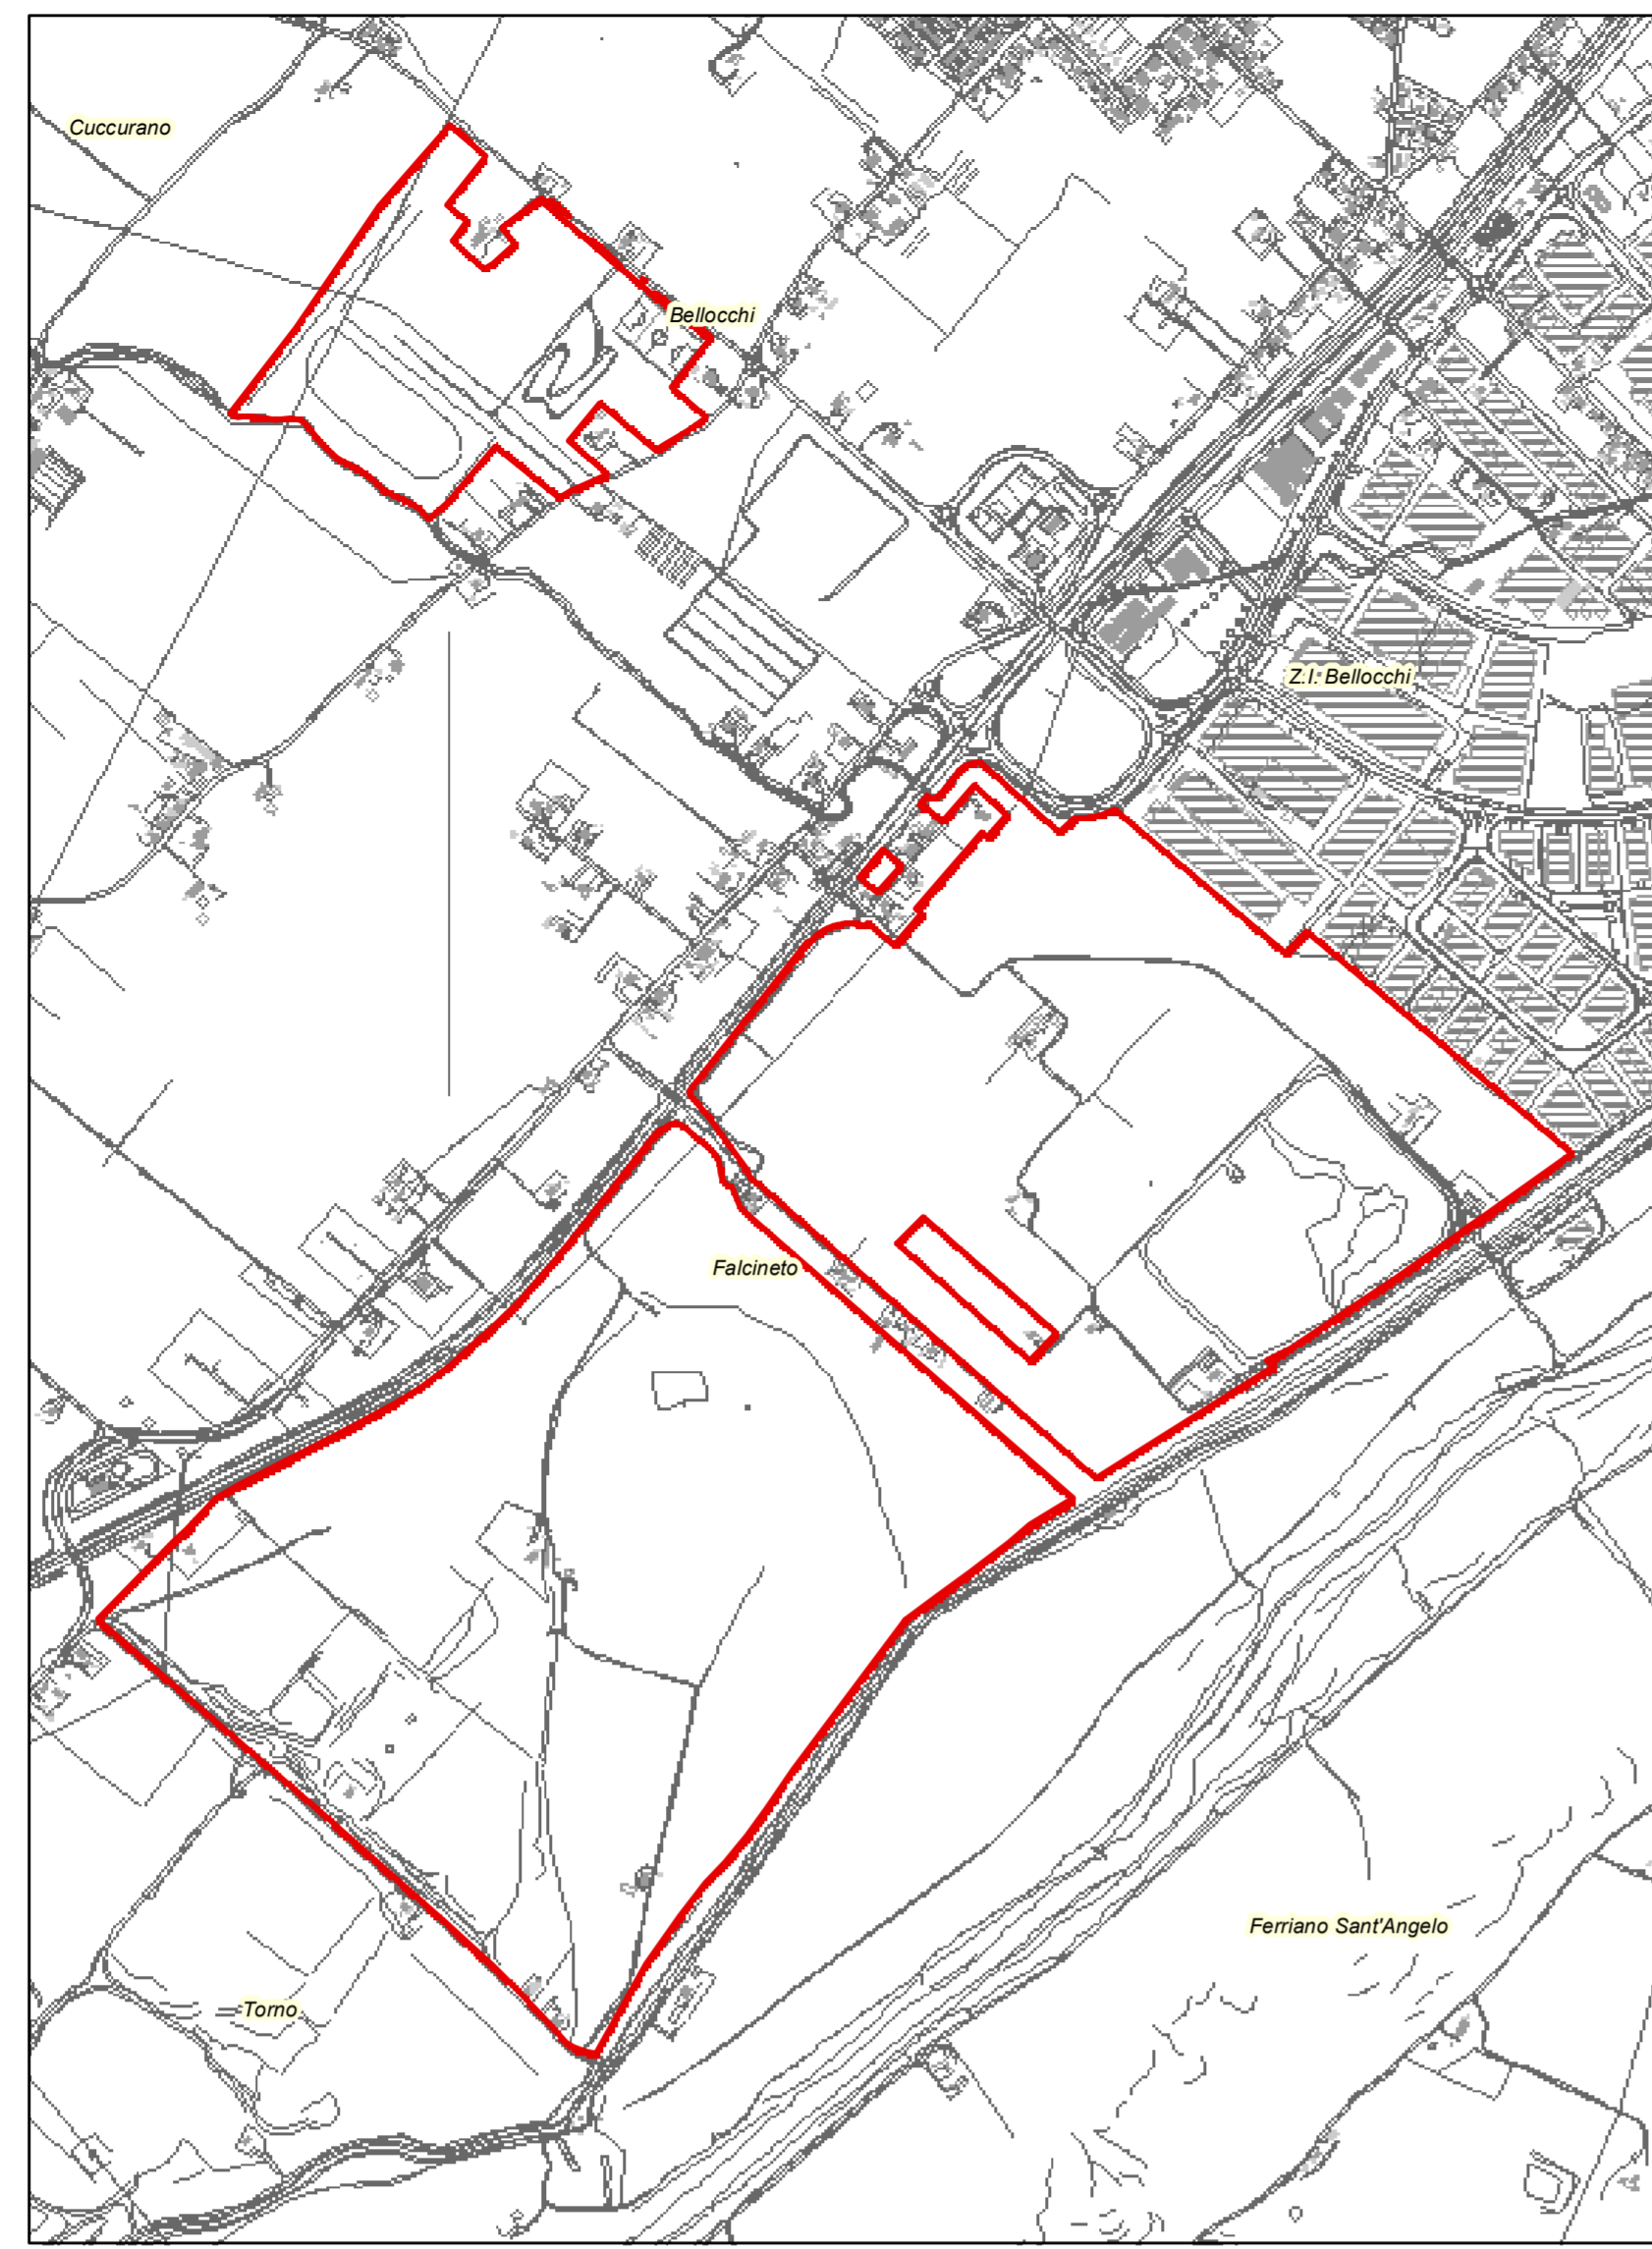 Cuccurano
Bellocchi
Z.I. Bellocchi
Falcineto
Ferriano Sant'Angelo
Torno